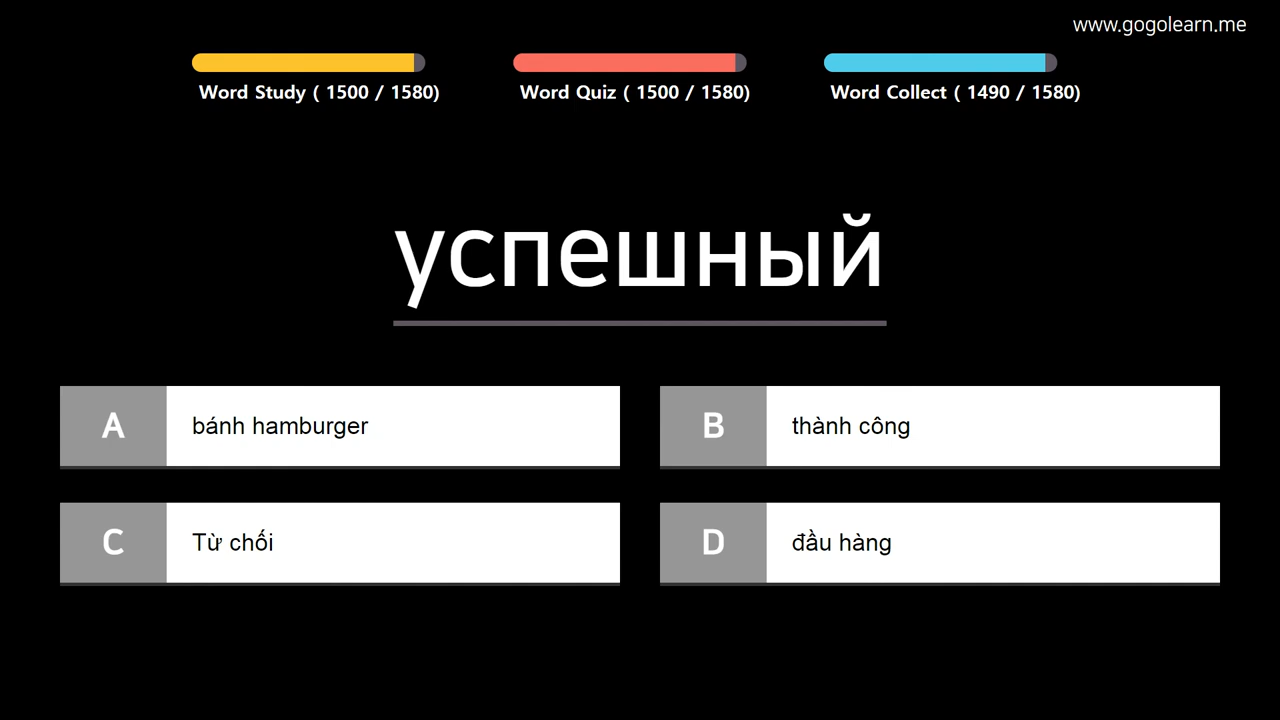 www.gogolearn.me
Word Study ( 1500 / 1580)
Word Quiz ( 1500 / 1580)
Word Collect ( 1490 / 1580)
успешный
A bánh hamburger
B thành công
C Từ chối
D đầu hàng